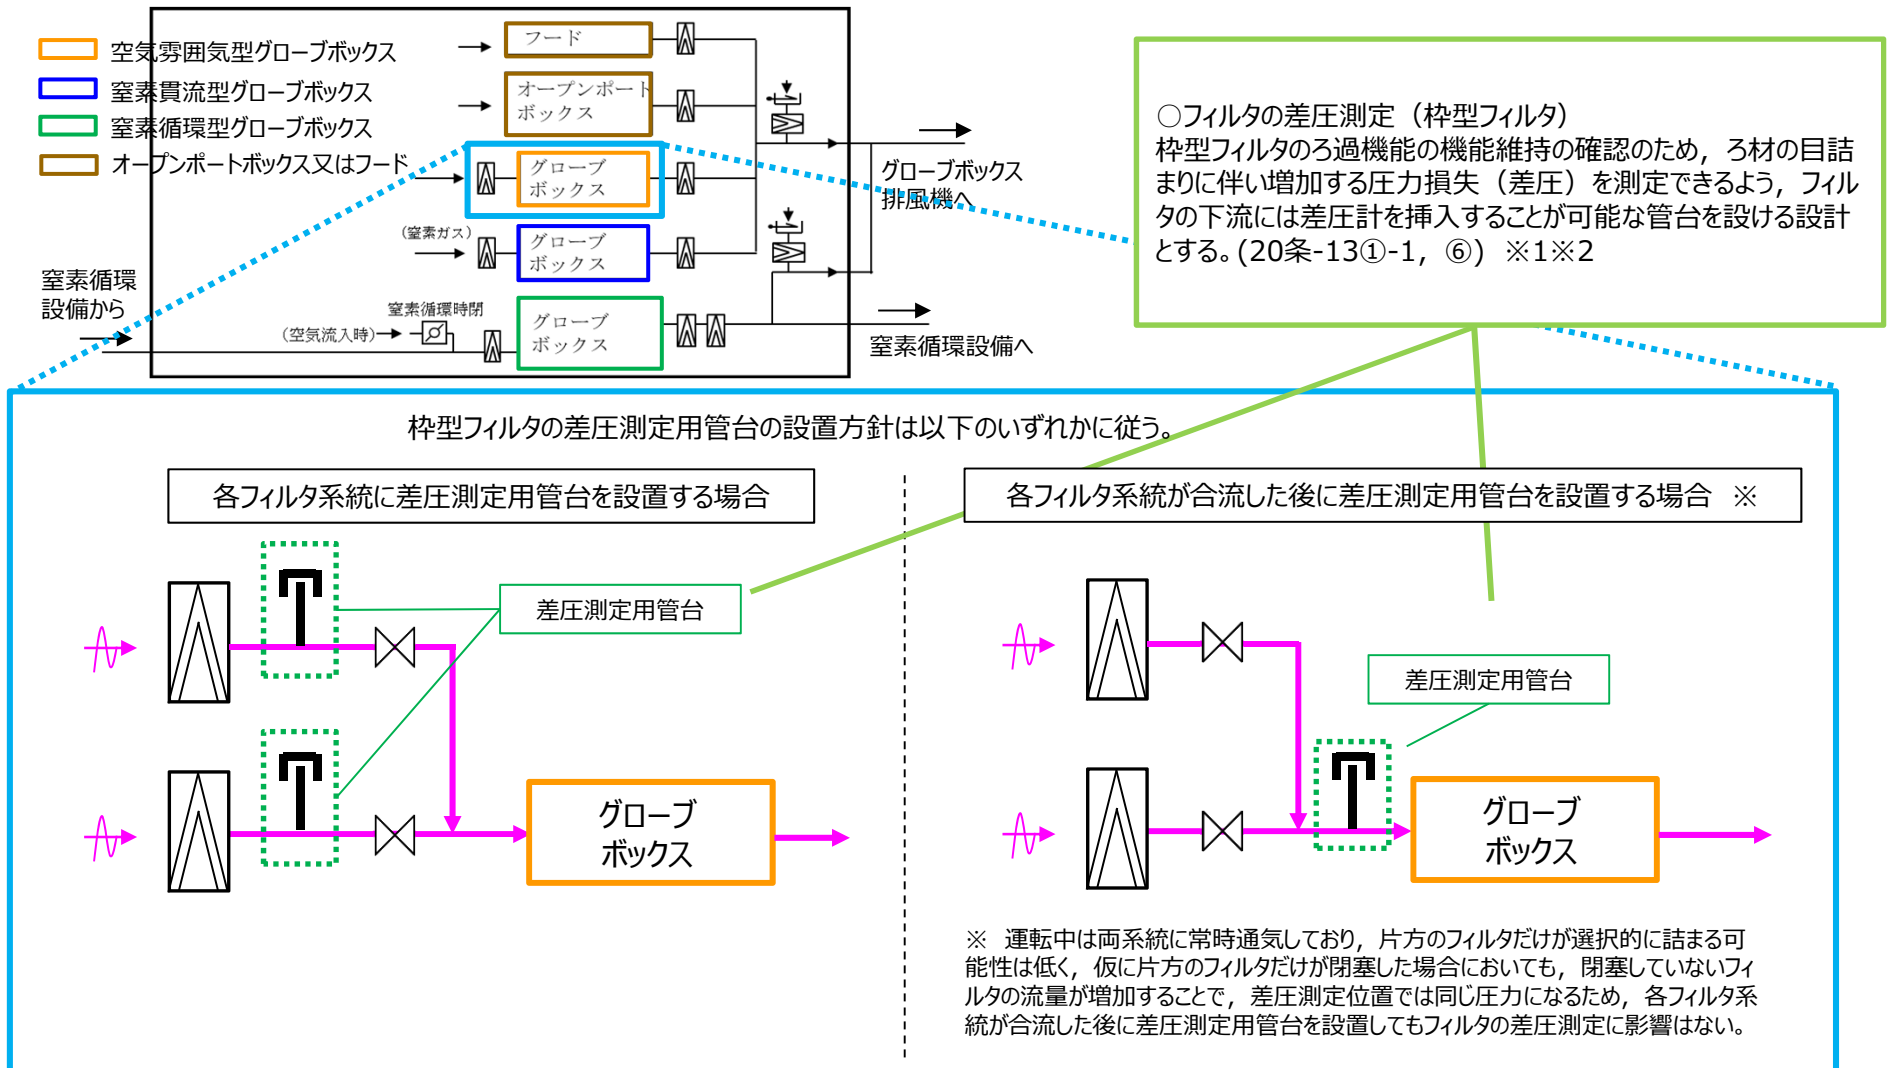 空気雰囲気型グローブボックス
窒素貫流型グローブボックス
窒素循環型グローブボックス
オープンポートボックス又はフード
フード
オープンポート
ボックス
グローブ
ボックス
(窒素ガス)
グローブ
ボックス
窒素循環
設備から
窒素循環時閉
(空気流入時)
グローブ
ボックス
グローブボックス
排風機へ
窒素循環設備へ
○フィルタの差圧測定（枠型フィルタ）
枠型フィルタのろ過機能の機能維持の確認のため，ろ材の目詰
まりに伴い増加する圧力損失（差圧）を測定できるよう，フィル
タの下流には差圧計を挿入することが可能な管台を設ける設計
とする。(20条-13①-1，⑥) ※1※2
枠型フィルタの差圧測定用管台の設置方針は以下のいずれかに従う。
各フィルタ系統に差圧測定用管台を設置する場合
差圧測定用管台
グローブ
ボックス
各フィルタ系統が合流した後に差圧測定用管台を設置する場合 ※
差圧測定用管台
グローブ
ボックス
※ 運転中は両系統に常時通気しており，片方のフィルタだけが選択的に詰まる可
能性は低く，仮に片方のフィルタだけが閉塞した場合においても，閉塞していないフィ
ルタの流量が増加することで，差圧測定位置では同じ圧力になるため，各フィルタ系
統が合流した後に差圧測定用管台を設置してもフィルタの差圧測定に影響はない。